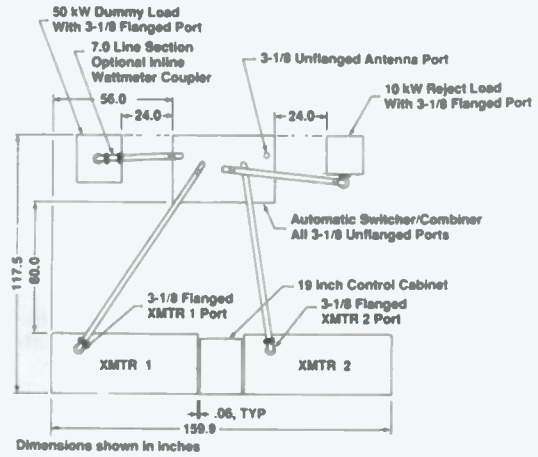 50 kW Dummy Load
With 3-1/8 Flanged Port
7.0 Line Section
Optional Inline
Wattmeter Coupler
3-1/8 Unflanged Antenna Port
10 kW Reject Load
With 3-1/8 Flanged Port
56.0
24.0
24.0
Automatic Switcher/Combiner
All 3-1/8 Unflanged Ports
117.5
60.0
19 Inch Control Cabinet
3-1/8 Flanged
XMTR 1 Port
3-1/8 Flanged
XMTR 2 Port
XMTR 1
XMTR 2
.06, TYP
159.9
Dimensions shown in inches